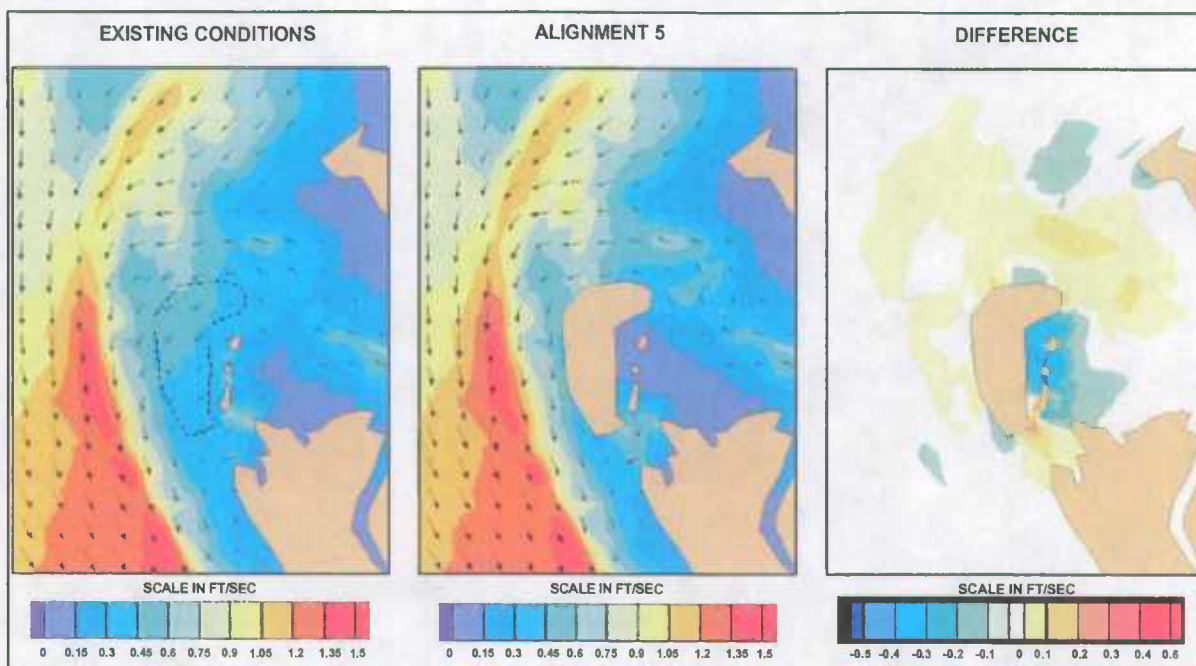 EXISTING CONDITIONS
ALIGNMENT 5
DIFFERENCE
SCALE IN FT/SEC
0 0.15 0.3 0.45 0.6 0.75 0.9 1.05 1.2 1.35 1.5
SCALE IN FT/SEC
0 0.15 0.3 0.45 0.6 0.75 0.9 1.05 1.2 1.35 1.5
SCALE IN FT/SEC
-0.5 -0.4 -0.3 -0.2 -0.1 0 0.1 0.2 0.3 0.4 0.6